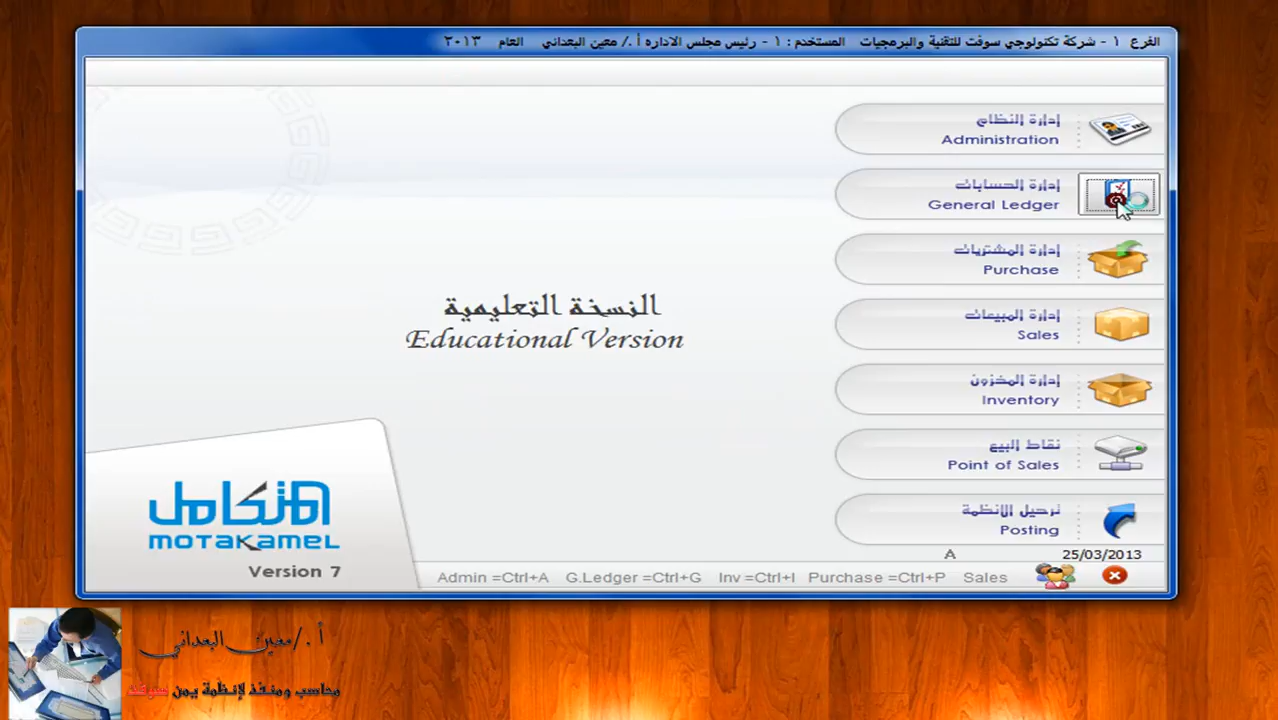 الفرع ١ - شركة تكنولوجي سوفت للتقنية والبرمجيات المستخدم : ١ - رئيس مجلس الاداره أ ./ معين البعداني العام ٢٠١٣
إدارة النظام
Administration
إدارة الحسابات
General Ledger
إدارة المشتريات
Purchase
إدارة المبيعات
Sales
إدارة المخزون
Inventory
نقاط البيع
Point of Sales
ترحيل الانظمة
Posting
النسخة التعليمية
Educational Version
المتكامل
MOTAKAMEL
Version 7
A 25/03/2013
Admin =Ctrl+A G.Ledger =Ctrl+G Inv =Ctrl+I Purchase =Ctrl+P Sales
أ ./معين البعداني
محاسب ومنفذ لإنظمة يمن سوفت